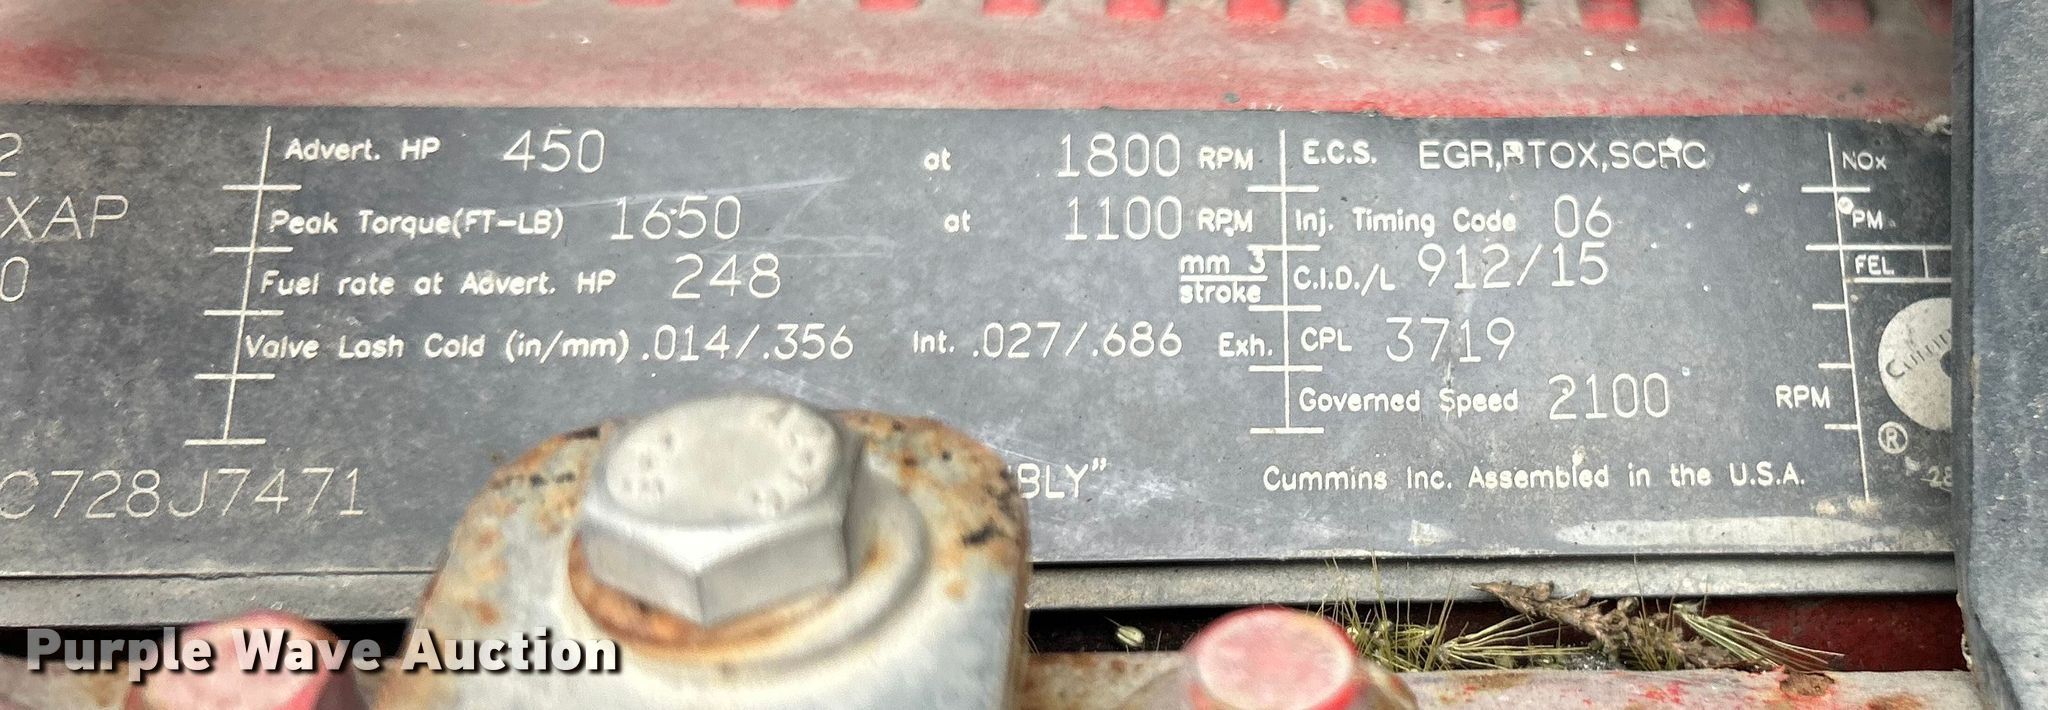 2
XAP
0
C728J7471
Advert. HP 450 at 1800 RPM
Peak Torque(FT-LB) 1650 at 1100 RPM
Fuel rate at Advert. HP 248 mm 3
stroke
Valve Lash Cold (in/mm) .014/.356 Int. .027/.686 Exh.
BLY"
E.C.S. EGR,PTOX,SCRC
Inj. Timing Code 06
C.I.D./L 912/15
CPL 3719
Governed Speed 2100 RPM
Cummins Inc. Assembled in the U.S.A.
NOx
PM
FEL
®
28
Purple Wave Auction